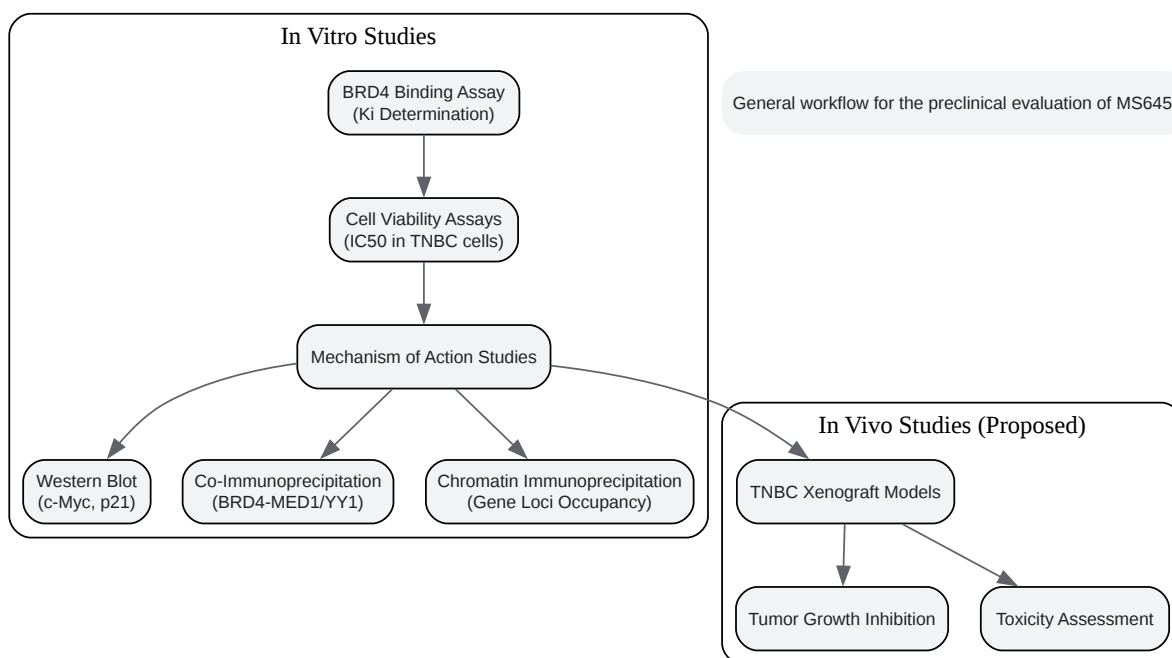 In Vitro Studies
BRD4 Binding Assay
(Ki Determination)
General workflow for the preclinical evaluation of MS645
Cell Viability Assays
(IC50 in TNBC cells)
Mechanism of Action Studies
In Vivo Studies (Proposed)
Western Blot
(c-Myc, p21)
Co-Immunoprecipitation
(BRD4-MED1/YY1)
Chromatin Immunoprecipitation
(Gene Loci Occupancy)
TNBC Xenograft Models
Tumor Growth Inhibition
Toxicity Assessment